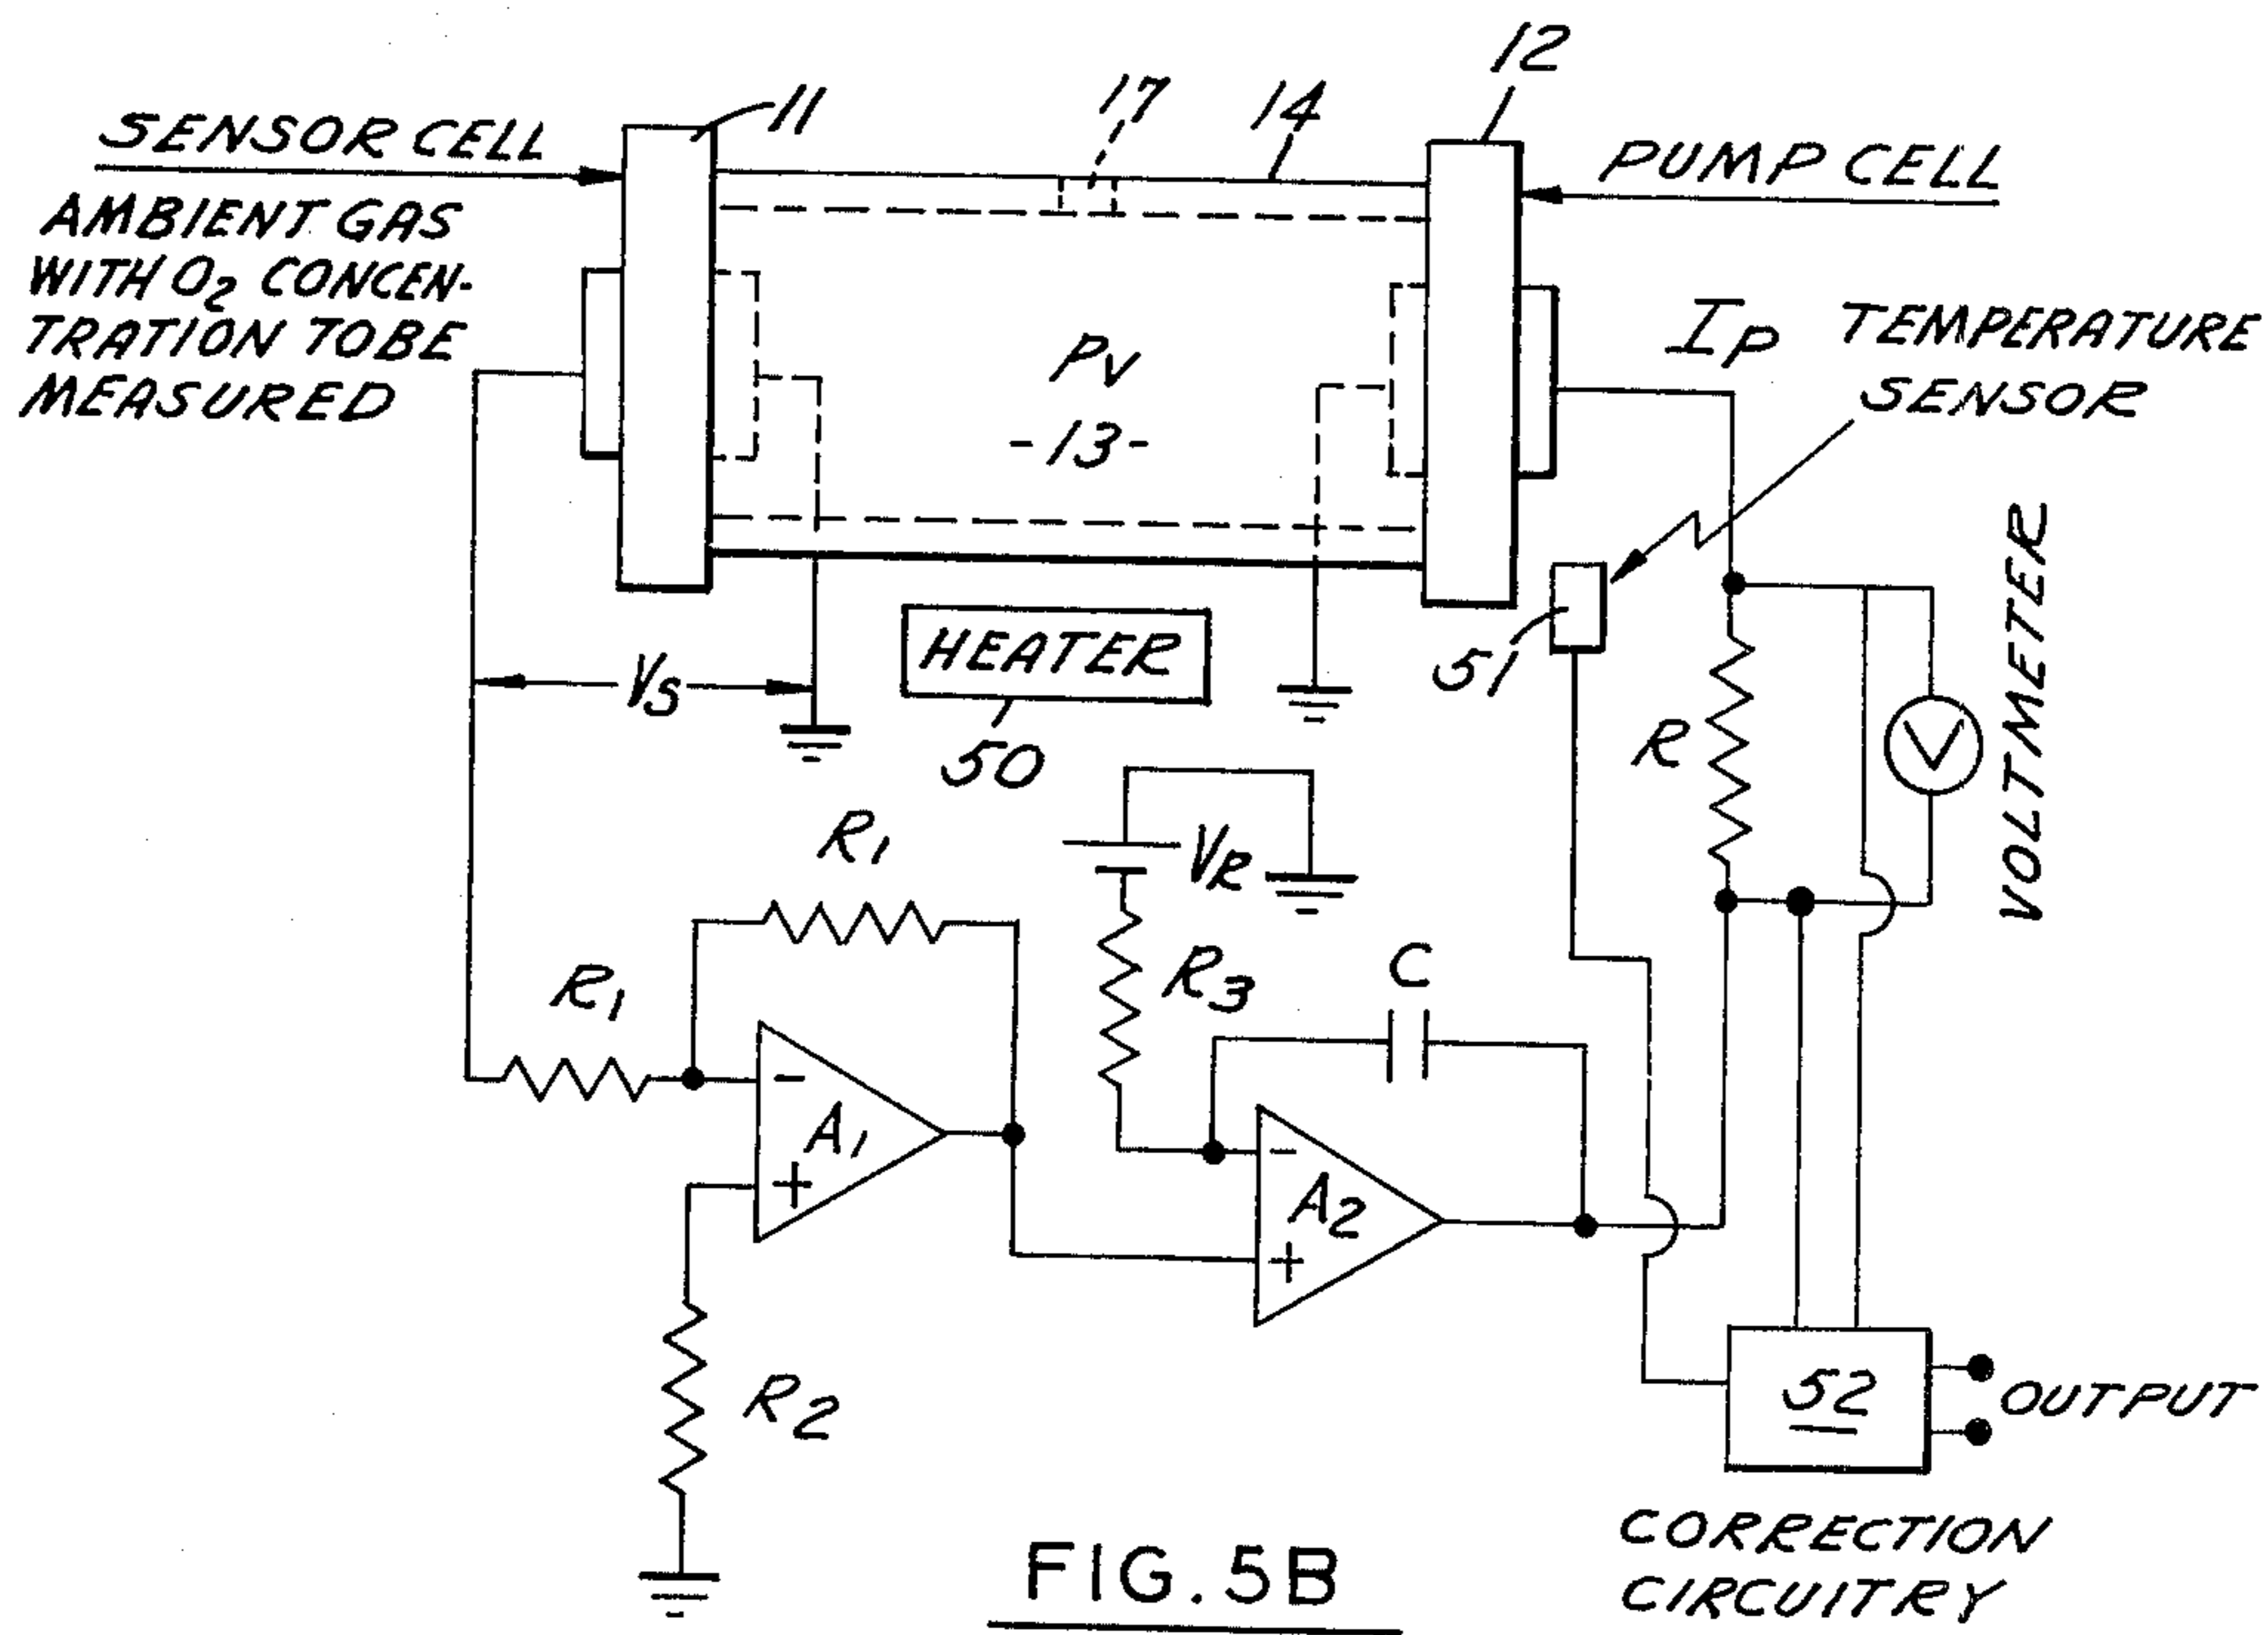 12
11
17
14
SENSOR CELL
PUMP CELL
AMBIENT GAS
WITH O2 CONCEN-
TRATION TO BE
MEASURED
Pv
-13-
IP
TEMPERATURE
SENSOR
VOLTMETER
HEATER
50
51
VS
R
V
R1
VR
R1
R3
C
-
A1
+
-
A2
+
R2
52
OUTPUT
CORRECTION
CIRCUITRY
FIG. 5B